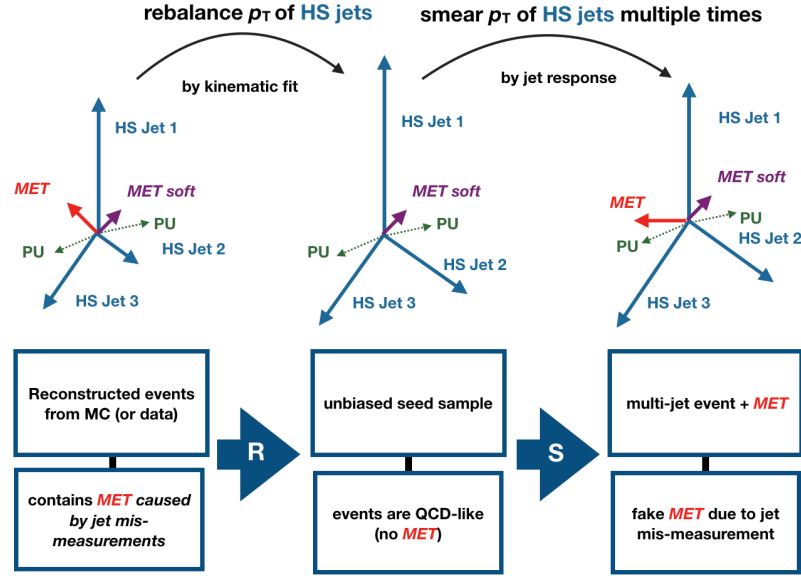 rebalance pT of HS jets
smear pT of HS jets multiple times
by kinematic fit
by jet response
HS Jet 1
MET
MET soft
PU
PU
HS Jet 2
HS Jet 3
HS Jet 1
MET soft
PU
PU
HS Jet 2
HS Jet 3
HS Jet 1
MET soft
MET
PU
PU
HS Jet 2
HS Jet 3
Reconstructed events
from MC (or data)
R
unbiased seed sample
S
multi-jet event + MET
contains MET caused
by jet mis-
measurements
events are QCD-like
(no MET)
fake MET due to jet
mis-measurement